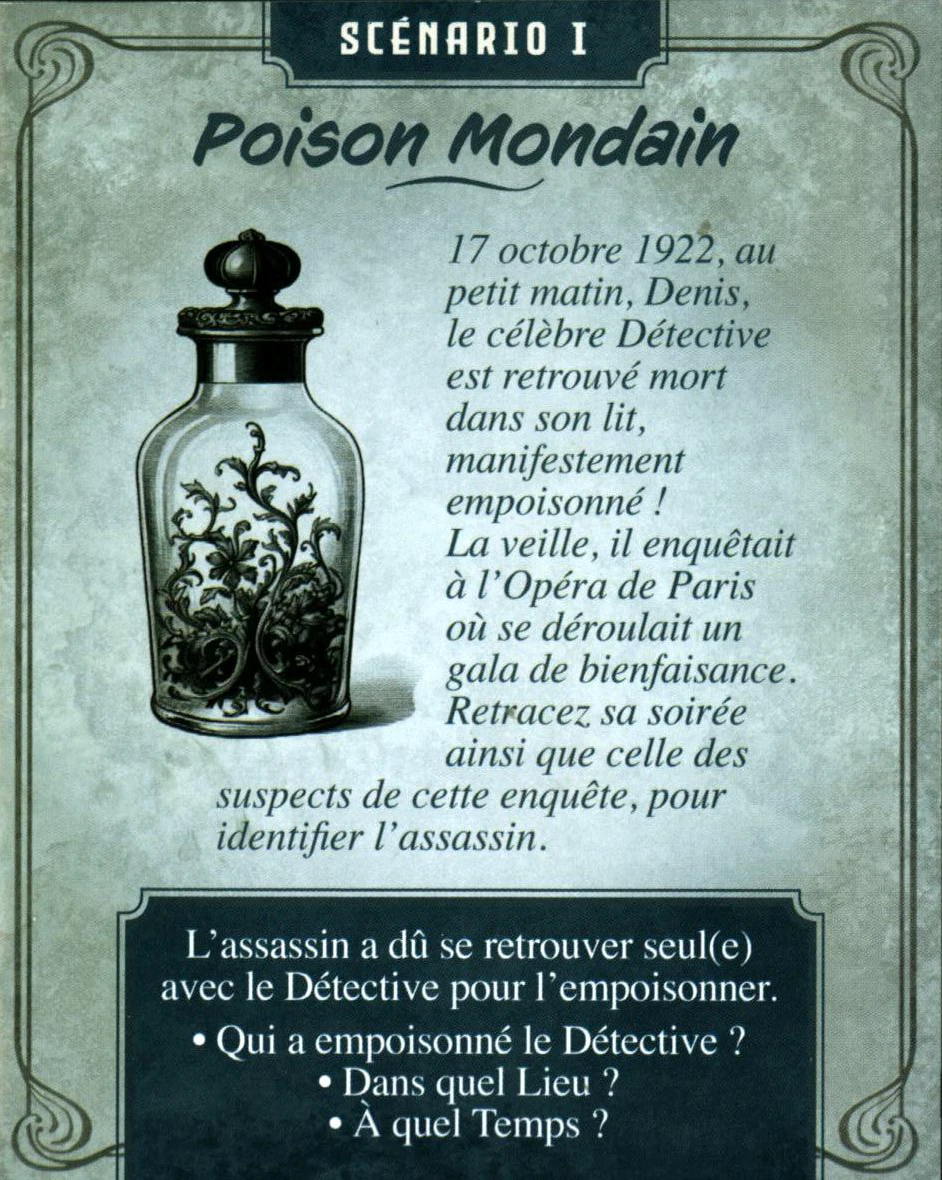 SCÉNARIO I
Poison Mondain
17 octobre 1922, au
petit matin, Denis,
le célèbre Détective
est retrouvé mort
dans son lit,
manifestement
empoisonné !
La veille, il enquêtait
à l'Opéra de Paris
où se déroulait un
gala de bienfaisance.
Retracez sa soirée
ainsi que celle des
suspects de cette enquête, pour
identifier l'assassin.
L'assassin a dû se retrouver seul(e)
avec le Détective pour l'empoisonner.
• Qui a empoisonné le Détective ?
• Dans quel Lieu ?
• À quel Temps ?